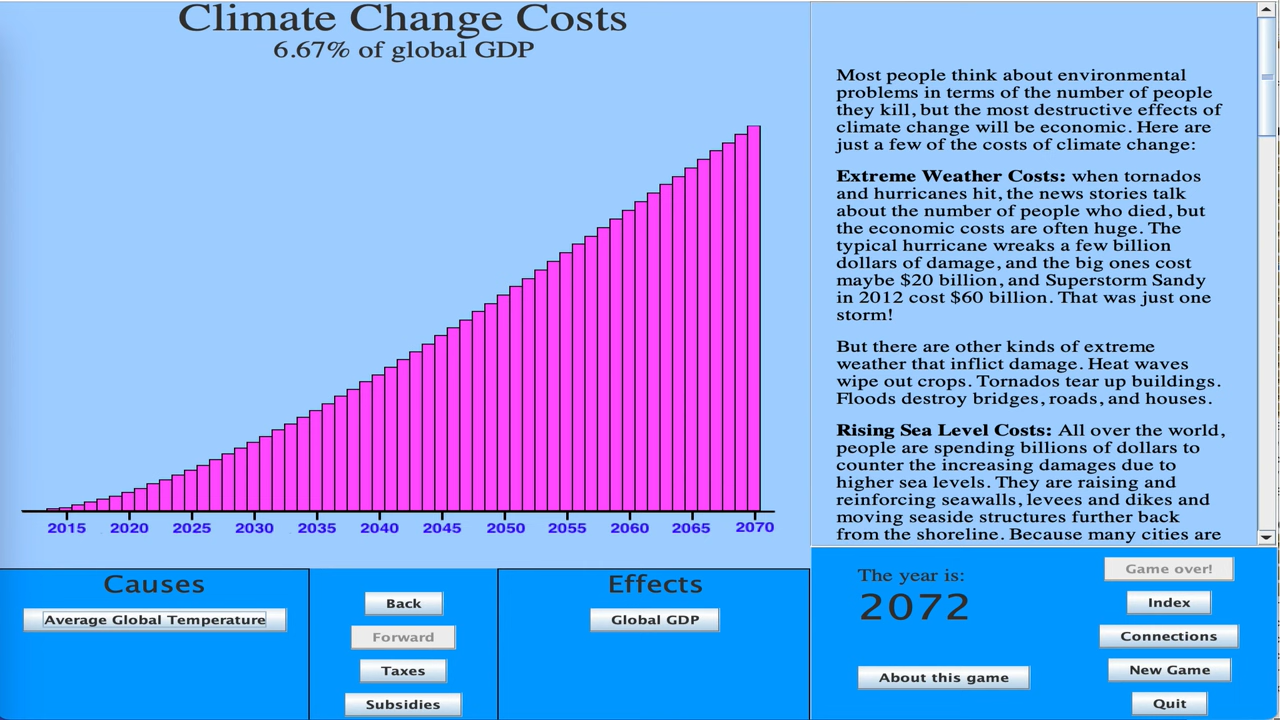 Climate Change Costs
6.67% of global GDP
2015 2020 2025 2030 2035 2040 2045 2050 2055 2060 2065 2070
Most people think about environmental
problems in terms of the number of people
they kill, but the most destructive effects of
climate change will be economic. Here are
just a few of the costs of climate change:
Extreme Weather Costs: when tornados
and hurricanes hit, the news stories talk
about the number of people who died, but
the economic costs are often huge. The
typical hurricane wreaks a few billion
dollars of damage, and the big ones cost
maybe $20 billion, and Superstorm Sandy
in 2012 cost $60 billion. That was just one
storm!
But there are other kinds of extreme
weather that inflict damage. Heat waves
wipe out crops. Tornados tear up buildings.
Floods destroy bridges, roads, and houses.
Rising Sea Level Costs: All over the world,
people are spending billions of dollars to
counter the increasing damages due to
higher sea levels. They are raising and
reinforcing seawalls, levees and dikes and
moving seaside structures further back
from the shoreline. Because many cities are
Causes
Average Global Temperature
Back
Forward
Taxes
Subsidies
Effects
Global GDP
The year is:
2072
About this game
Game over!
Index
Connections
New Game
Quit